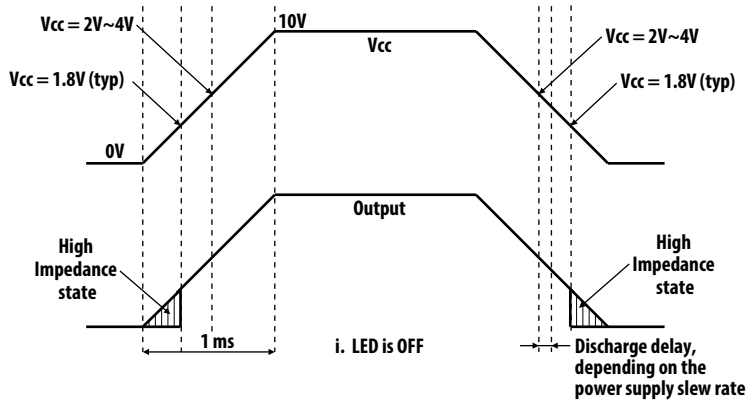 Vcc = 2V~4V
10V
Vcc
Vcc = 2V~4V
Vcc = 1.8V (typ)
Vcc = 1.8V (typ)
0V
Output
High
Impedance
state
High
Impedance
state
1 ms
i. LED is OFF
Discharge delay,
depending on the
power supply slew rate